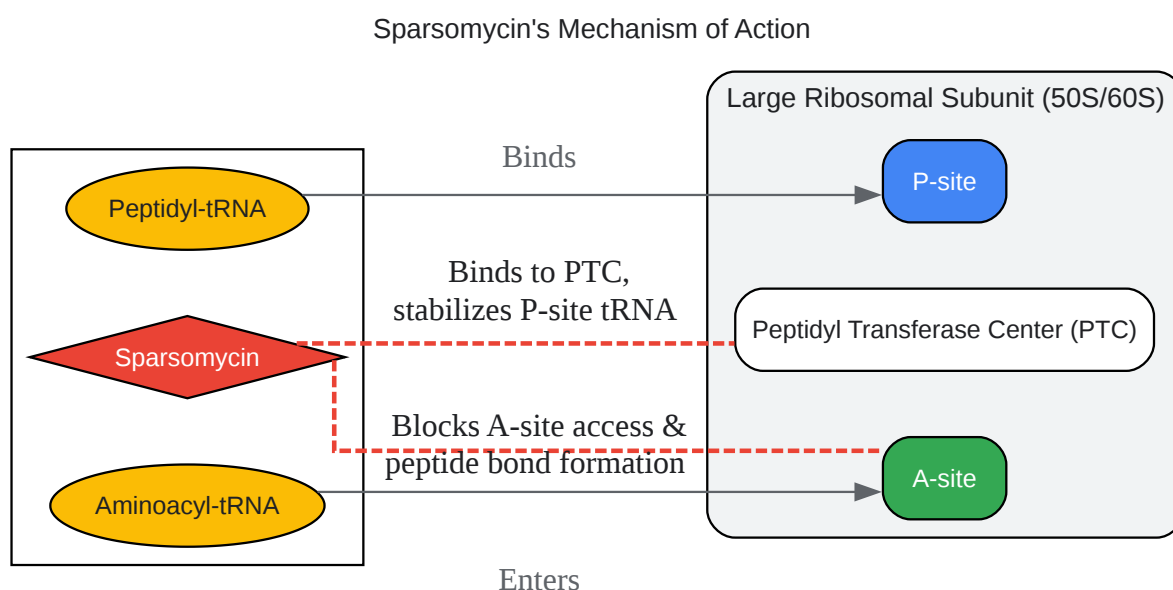 Sparsomycin's Mechanism of Action
Large Ribosomal Subunit (50S/60S)
Binds
Peptidyl-tRNA
P-site
Binds to PTC,
stabilizes P-site tRNA
Peptidyl Transferase Center (PTC)
Sparsomycin
Blocks A-site access &
peptide bond formation
Aminoacyl-tRNA
A-site
Enters